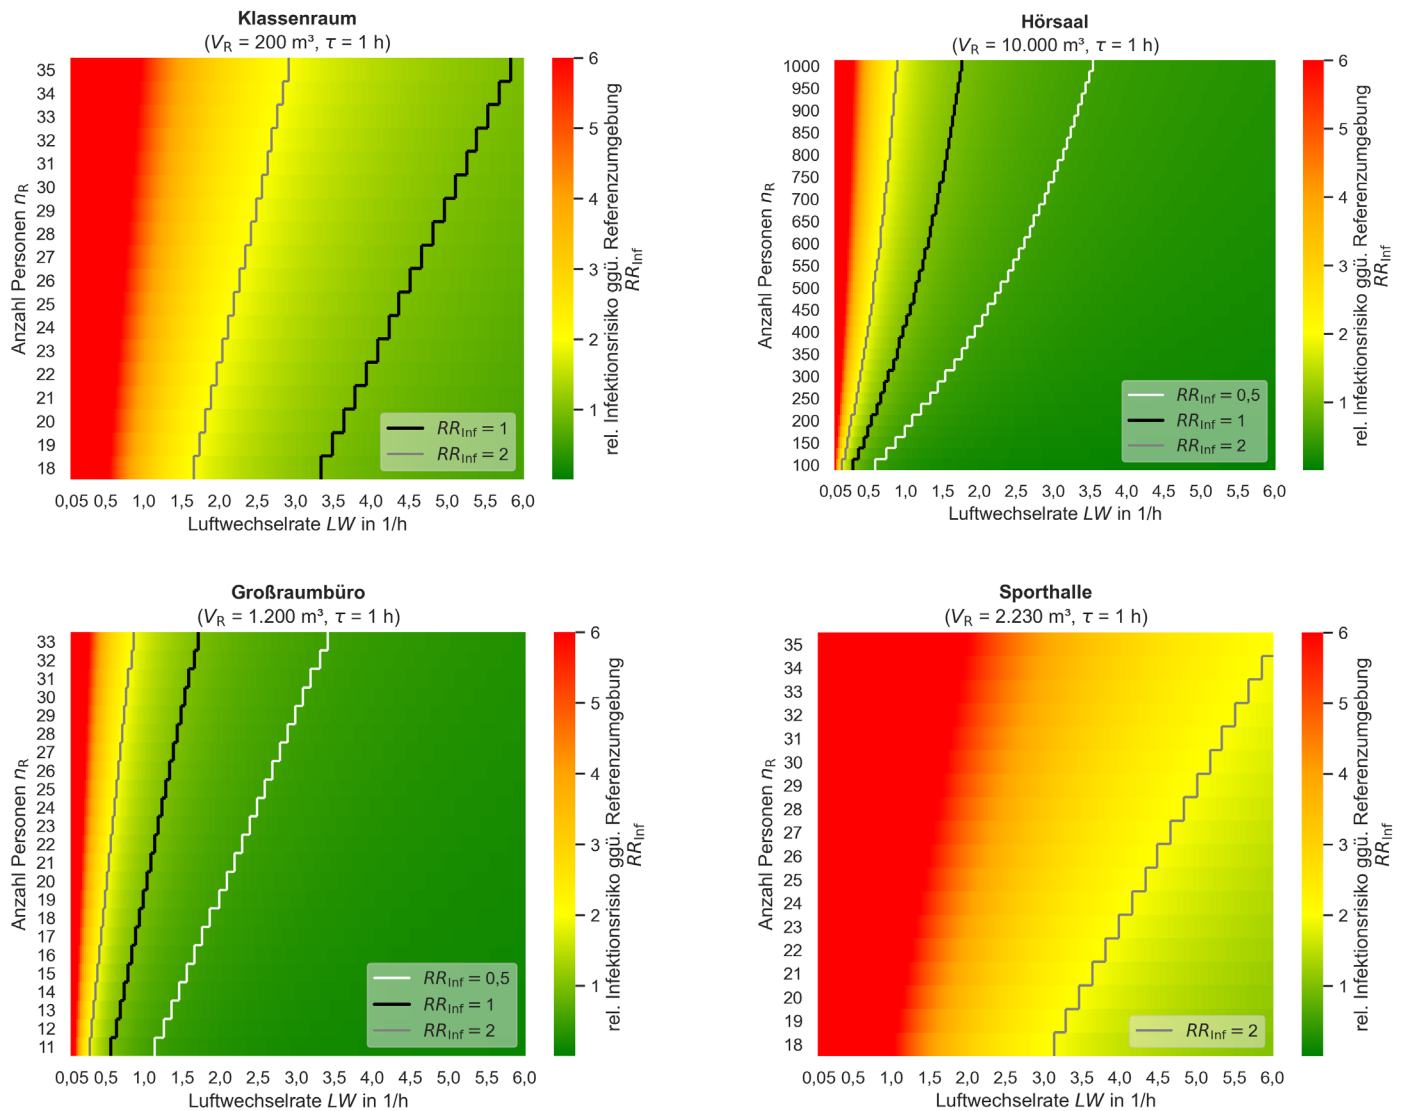 Klassenraum
(V_R = 200 m³, τ = 1 h)
35
34
33
32
31
30
29
28
27
26
25
24
23
22
21
20
19
18
Anzahl Personen n_R
0,05 0,5 1,0 1,5 2,0 2,5 3,0 3,5 4,0 4,5 5,0 5,5 6,0
Luftwechselrate LW in 1/h
RR_Inf = 1
RR_Inf = 2
6
5
4
3
2
1
rel. Infektionsrisiko ggü. Referenzumgebung
RR_Inf
Hörsaal
(V_R = 10.000 m³, τ = 1 h)
1000
950
900
850
800
750
700
650
600
550
500
450
400
350
300
250
200
150
100
Anzahl Personen n_R
0,05 0,5 1,0 1,5 2,0 2,5 3,0 3,5 4,0 4,5 5,0 5,5 6,0
Luftwechselrate LW in 1/h
RR_Inf = 0,5
RR_Inf = 1
RR_Inf = 2
6
5
4
3
2
1
rel. Infektionsrisiko ggü. Referenzumgebung
RR_Inf
Großraumbüro
(V_R = 1.200 m³, τ = 1 h)
33
32
31
30
29
28
27
26
25
24
23
22
21
20
19
18
17
16
15
14
13
12
11
Anzahl Personen n_R
0,05 0,5 1,0 1,5 2,0 2,5 3,0 3,5 4,0 4,5 5,0 5,5 6,0
Luftwechselrate LW in 1/h
RR_Inf = 0,5
RR_Inf = 1
RR_Inf = 2
6
5
4
3
2
1
rel. Infektionsrisiko ggü. Referenzumgebung
RR_Inf
Sporthalle
(V_R = 2.230 m³, τ = 1 h)
35
34
33
32
31
30
29
28
27
26
25
24
23
22
21
20
19
18
Anzahl Personen n_R
0,05 0,5 1,0 1,5 2,0 2,5 3,0 3,5 4,0 4,5 5,0 5,5 6,0
Luftwechselrate LW in 1/h
RR_Inf = 2
6
5
4
3
2
1
rel. Infektionsrisiko ggü. Referenzumgebung
RR_Inf